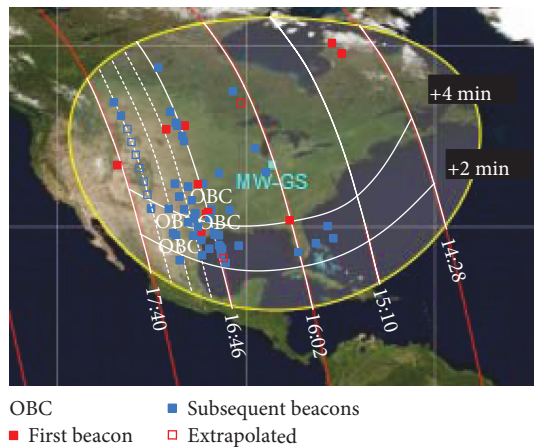 +4 min
+2 min
MW-GS
OBC
OBC OBC
OBC
17:40
16:46
16:02
15:10
14:28
OBC
Subsequent beacons
First beacon
Extrapolated